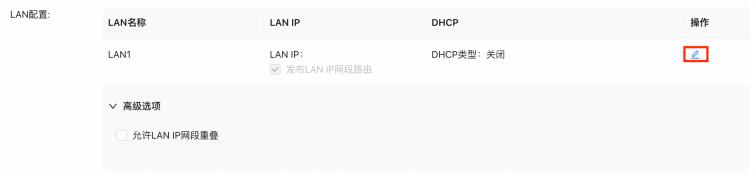 LAN配置:
LAN名称 LAN IP DHCP 操作
LAN1 LAN IP： DHCP类型：关闭
发布LAN IP网段路由
高级选项
允许LAN IP网段重叠